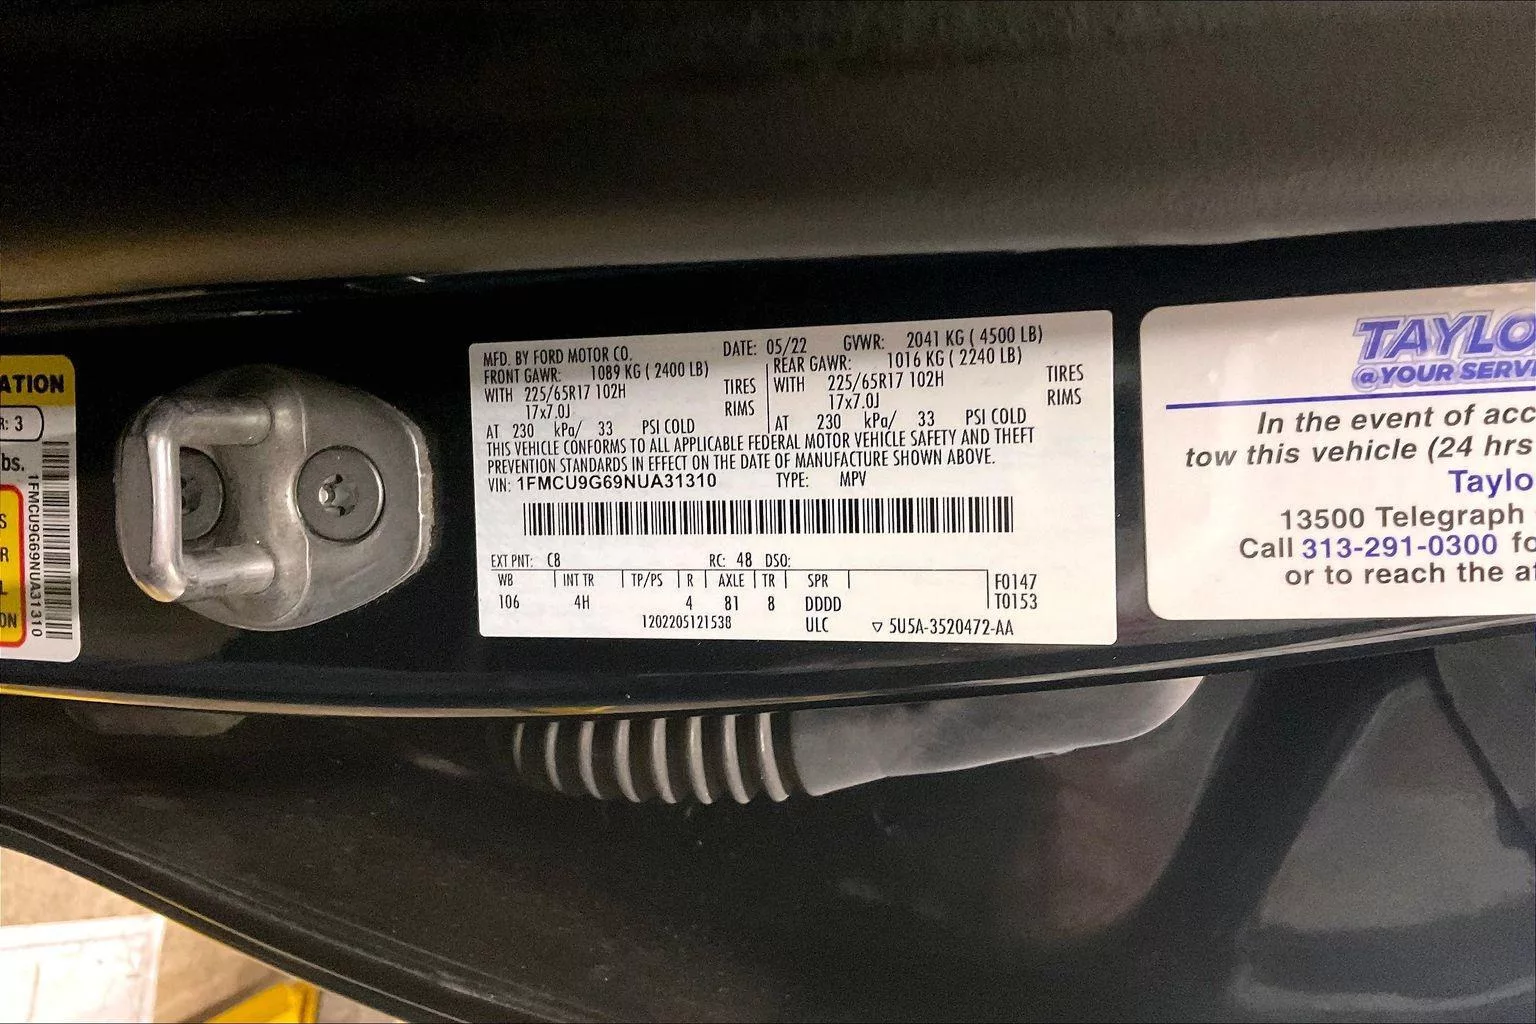 ATION
R: 3
bs.
1FMCU9G69NUA31310
S
R
L
ON
MFD. BY FORD MOTOR CO. DATE: 05/22 GVWR: 2041 KG ( 4500 LB)
FRONT GAWR: 1089 KG ( 2400 LB) REAR GAWR: 1016 KG ( 2240 LB)
WITH 225/65R17 102H TIRES WITH 225/65R17 102H TIRES
17x7.0J RIMS 17x7.0J RIMS
AT 230 kPa/ 33 PSI COLD AT 230 kPa/ 33 PSI COLD
THIS VEHICLE CONFORMS TO ALL APPLICABLE FEDERAL MOTOR VEHICLE SAFETY AND THEFT
PREVENTION STANDARDS IN EFFECT ON THE DATE OF MANUFACTURE SHOWN ABOVE.
VIN: 1FMCU9G69NUA31310 TYPE: MPV
EXT PNT: C8 RC: 48 DSO:
WB INT TR TP/PS R AXLE TR SPR F0147
106 4H 4 81 8 DDDD T0153
1202205121538 ULC ▽ 5U5A-3520472-AA
TAYLO
@YOUR SERVI
In the event of acc
tow this vehicle (24 hrs
Taylo
13500 Telegraph
Call 313-291-0300 fo
or to reach the af